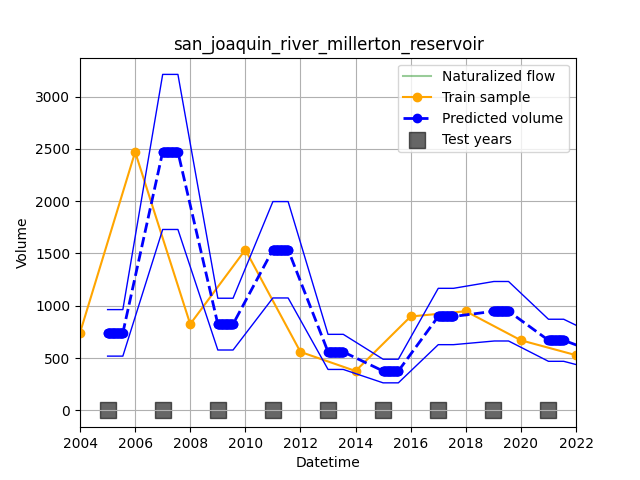 san_joaquin_river_millerton_reservoir
Naturalized flow
Train sample
Predicted volume
Test years
Volume
3000
2500
2000
1500
1000
500
0
2004 2006 2008 2010 2012 2014 2016 2018 2020 2022
Datetime